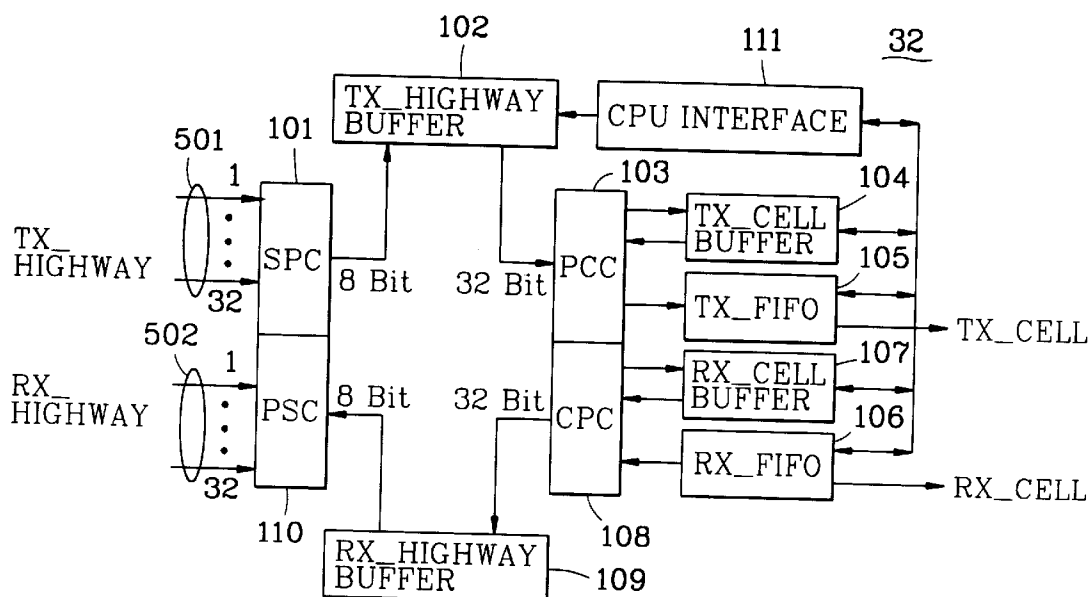 102
111
32
TX_HIGHWAY
BUFFER
CPU INTERFACE
101
501
1
103
104
TX_
HIGHWAY
SPC
8 Bit
32 Bit
PCC
TX_CELL
BUFFER
105
32
TX_FIFO
TX_CELL
502
1
RX_
HIGHWAY
PSC
8 Bit
32 Bit
CPC
RX_CELL
BUFFER
107
106
32
RX_FIFO
RX_CELL
110
108
RX_HIGHWAY
BUFFER
109